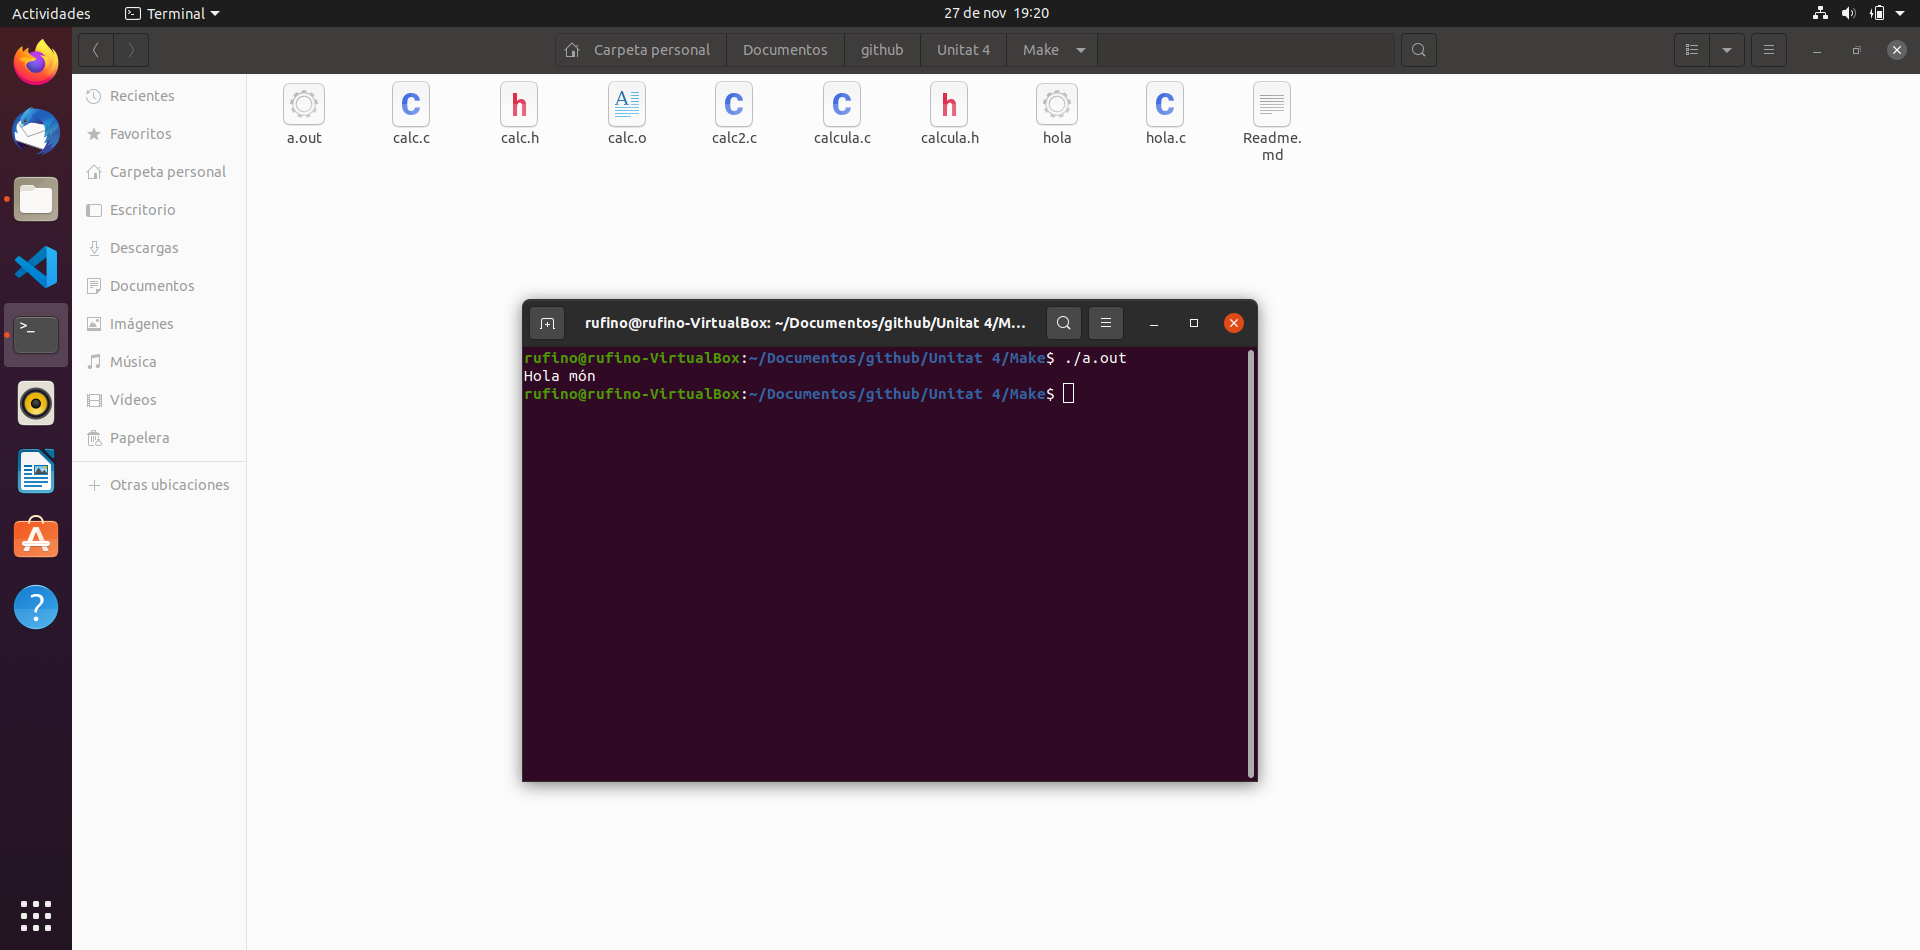 Actividades
Terminal
27 de nov 19:20
Carpeta personal
Documentos
github
Unitat 4
Make
Recientes
Favoritos
Carpeta personal
Escritorio
Descargas
Documentos
Imágenes
Música
Vídeos
Papelera
Otras ubicaciones
a.out
calc.c
calc.h
calc.o
calc2.c
calcula.c
calcula.h
hola
hola.c
Readme.
md
rufino@rufino-VirtualBox: ~/Documentos/github/Unitat 4/M...
rufino@rufino-VirtualBox:~/Documentos/github/Unitat 4/Make$ ./a.out
Hola món
rufino@rufino-VirtualBox:~/Documentos/github/Unitat 4/Make$